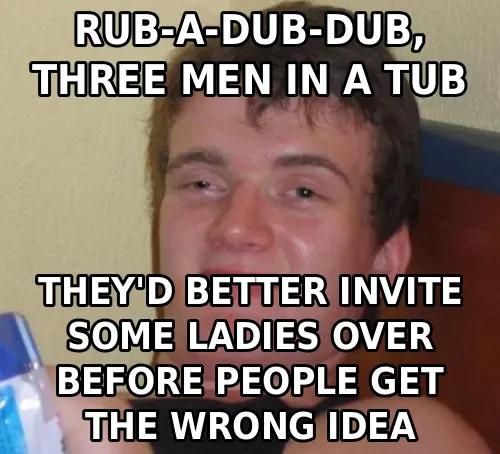 RUB-A-DUB-DUB,
THREE MEN IN A TUB
THEY'D BETTER INVITE
SOME LADIES OVER
BEFORE PEOPLE GET
THE WRONG IDEA